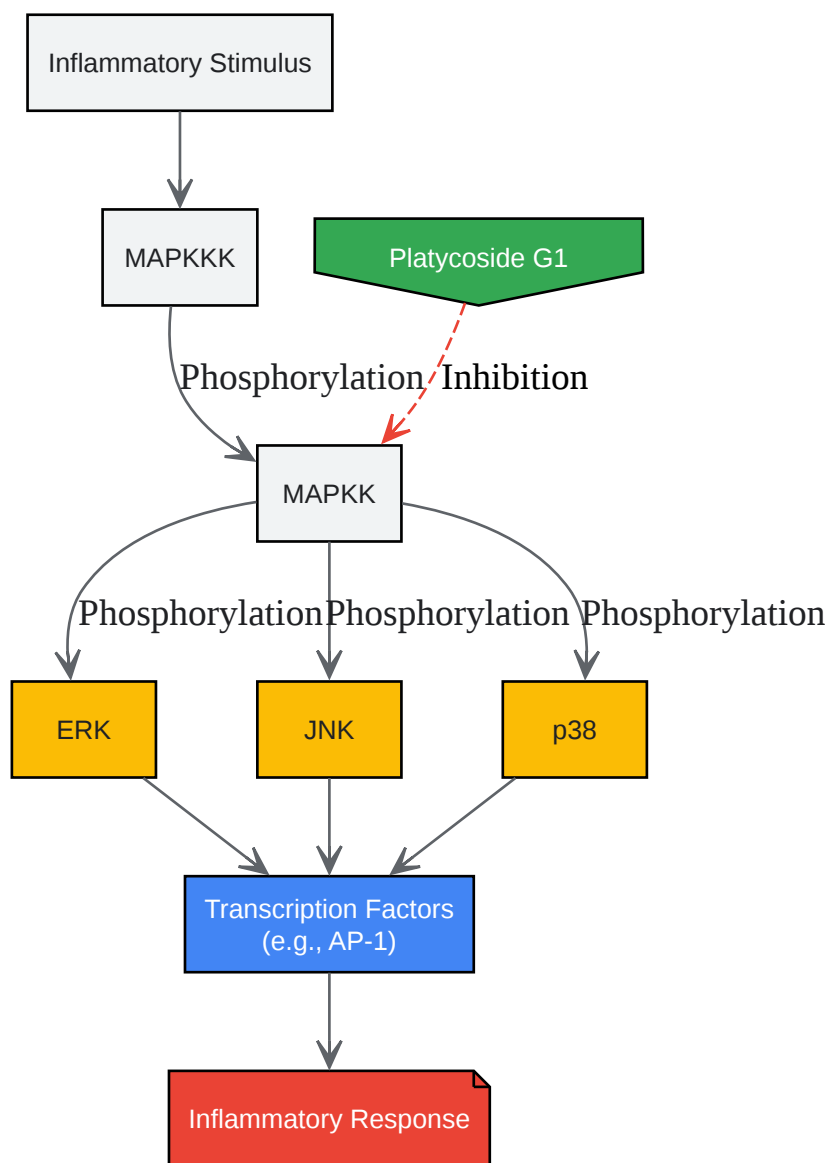 Inflammatory Stimulus
MAPKKK
Platycoside G1
Phosphorylation
Inhibition
MAPKK
Phosphorylation
Phosphorylation
Phosphorylation
ERK
JNK
p38
Transcription Factors
(e.g., AP-1)
Inflammatory Response